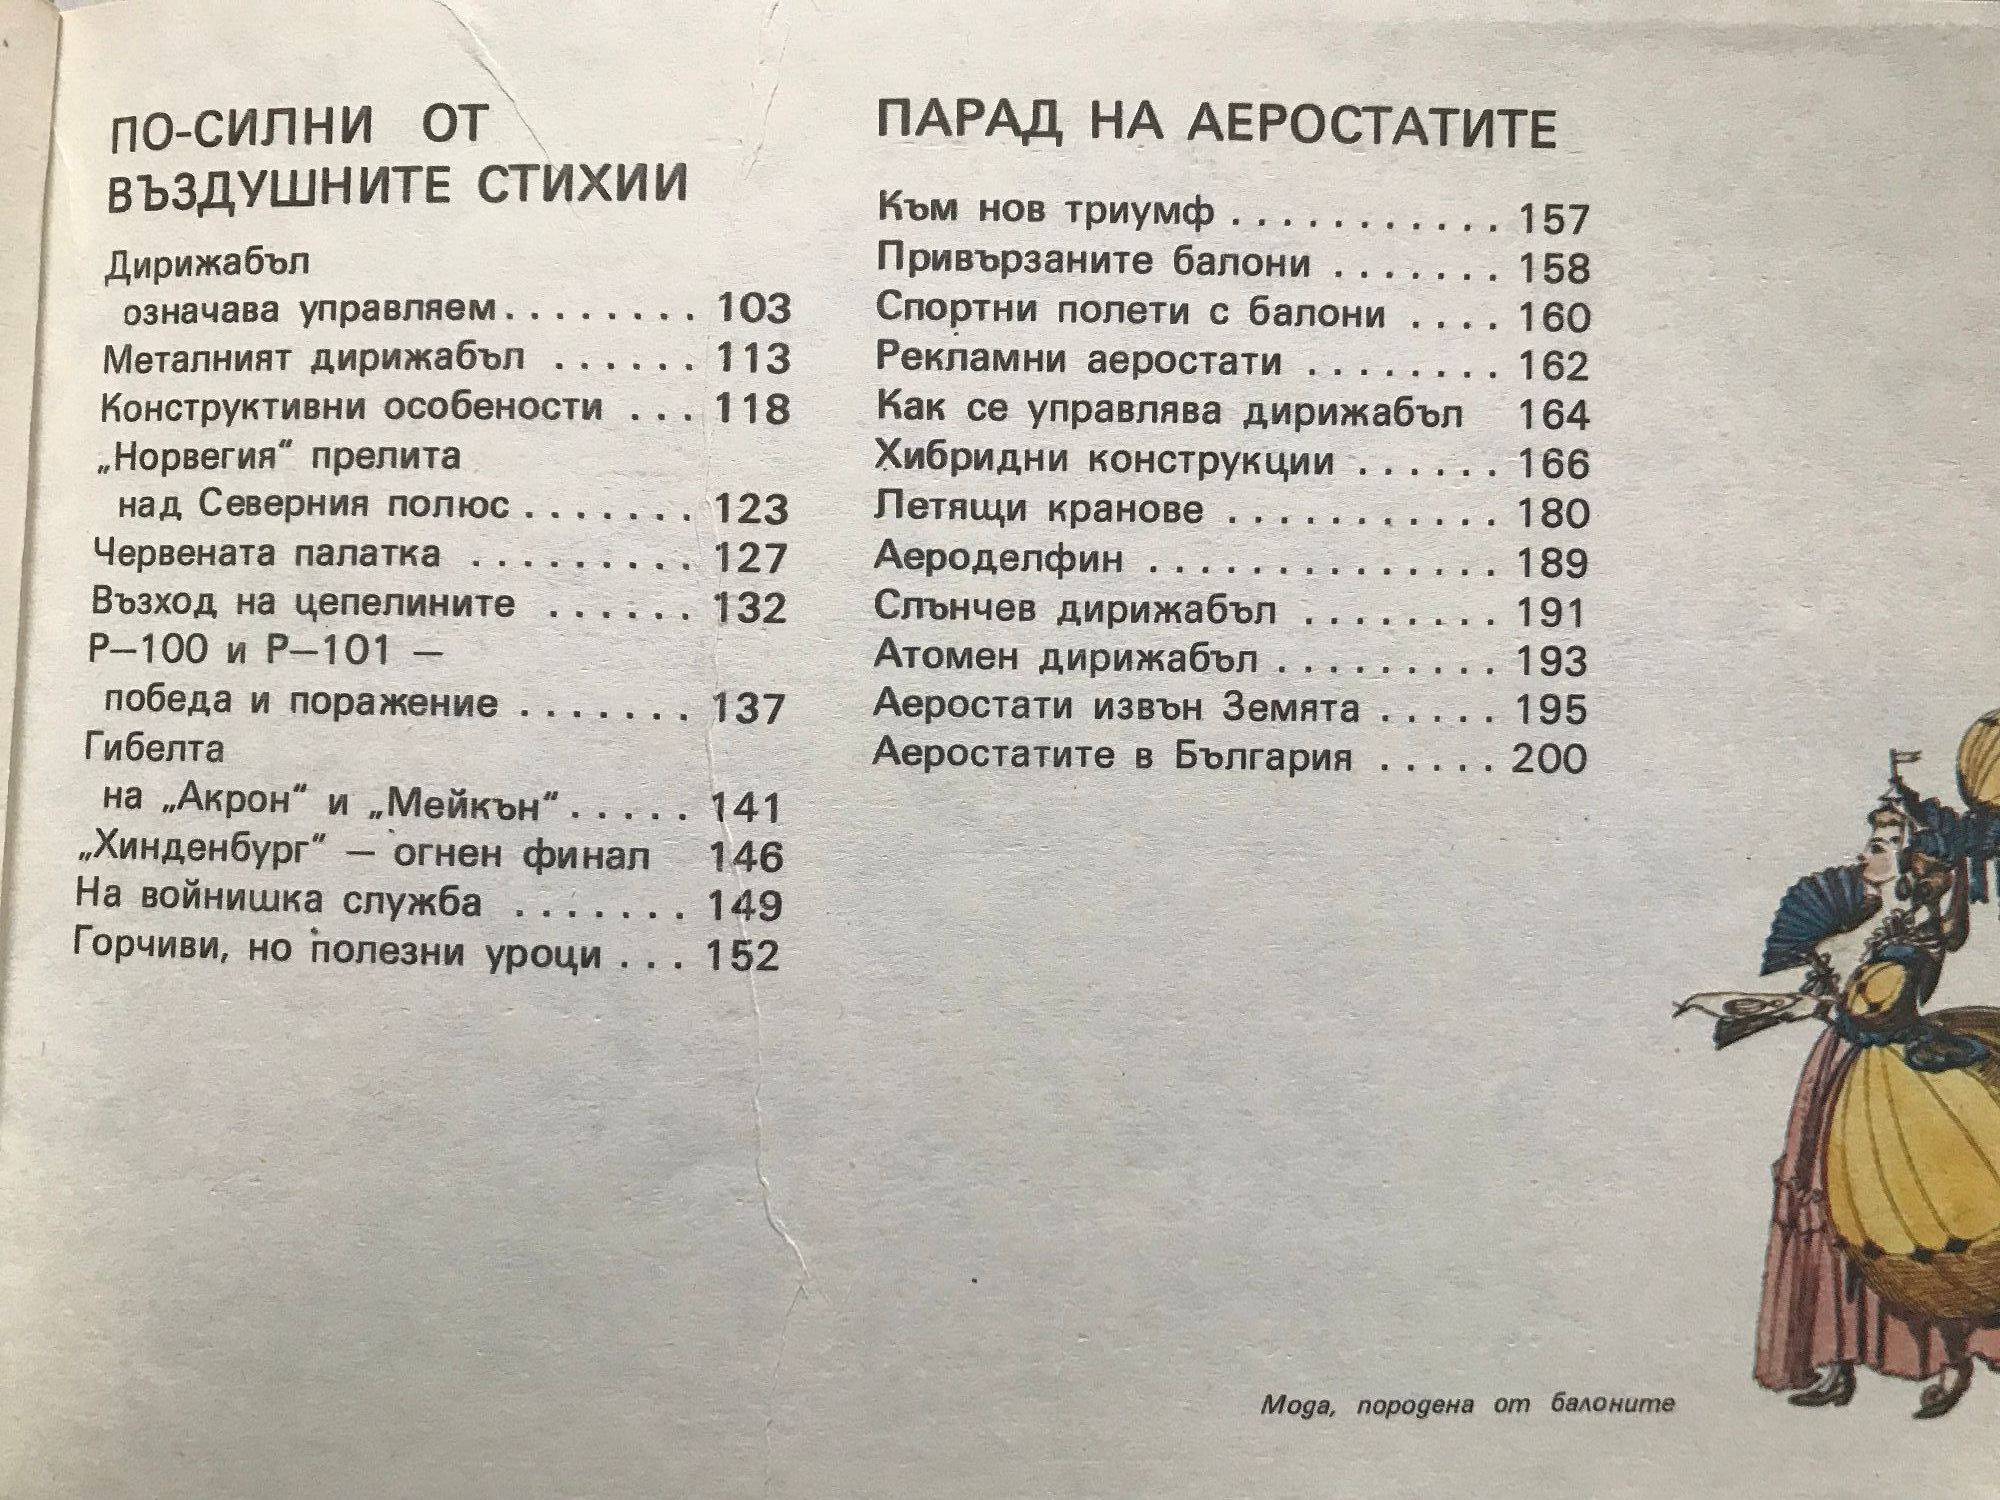 ПО-СИЛНИ ОТ
ВЪЗДУШНИТЕ СТИХИИ
Дирижабъл
означава управляем. . . . . . . . 103
Металният дирижабъл . . . . . . 113
Конструктивни особености . . . 118
„Норвегия“ прелита
над Северния полюс . . . . . . . 123
Червената палатка . . . . . . . . . 127
Възход на цепелините . . . . . . 132
Р—100 и Р—101 —
победа и поражение . . . . . . . 137
Гибелта
на „Акрон“ и „Мейкън“. . . . . 141
„Хинденбург“ — огнен финал 146
На войнишка служба . . . . . . . 149
Горчиви, но полезни уроци . . . 152
ПАРАД НА АЕРОСТАТИТЕ
Към нов триумф . . . . . . . . . . . 157
Привързаните балони . . . . . . . 158
Спортни полети с балони . . . . 160
Рекламни аеростати . . . . . . . . 162
Как се управлява дирижабъл 164
Хибридни конструкции . . . . . . 166
Летящи кранове . . . . . . . . . . . 180
Аероделфин . . . . . . . . . . . . . . 189
Слънчев дирижабъл . . . . . . . . 191
Атомен дирижабъл . . . . . . . . . 193
Аеростати извън Земята . . . . . 195
Аеростатите в България . . . . . 200
Мода, породена от балоните